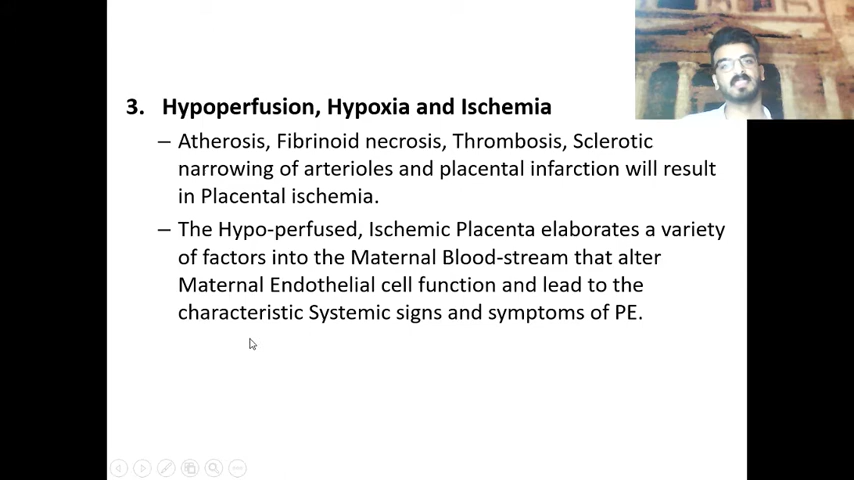 3. Hypoperfusion, Hypoxia and Ischemia
– Atherosis, Fibrinoid necrosis, Thrombosis, Sclerotic
narrowing of arterioles and placental infarction will result
in Placental ischemia.
– The Hypo-perfused, Ischemic Placenta elaborates a variety
of factors into the Maternal Blood-stream that alter
Maternal Endothelial cell function and lead to the
characteristic Systemic signs and symptoms of PE.